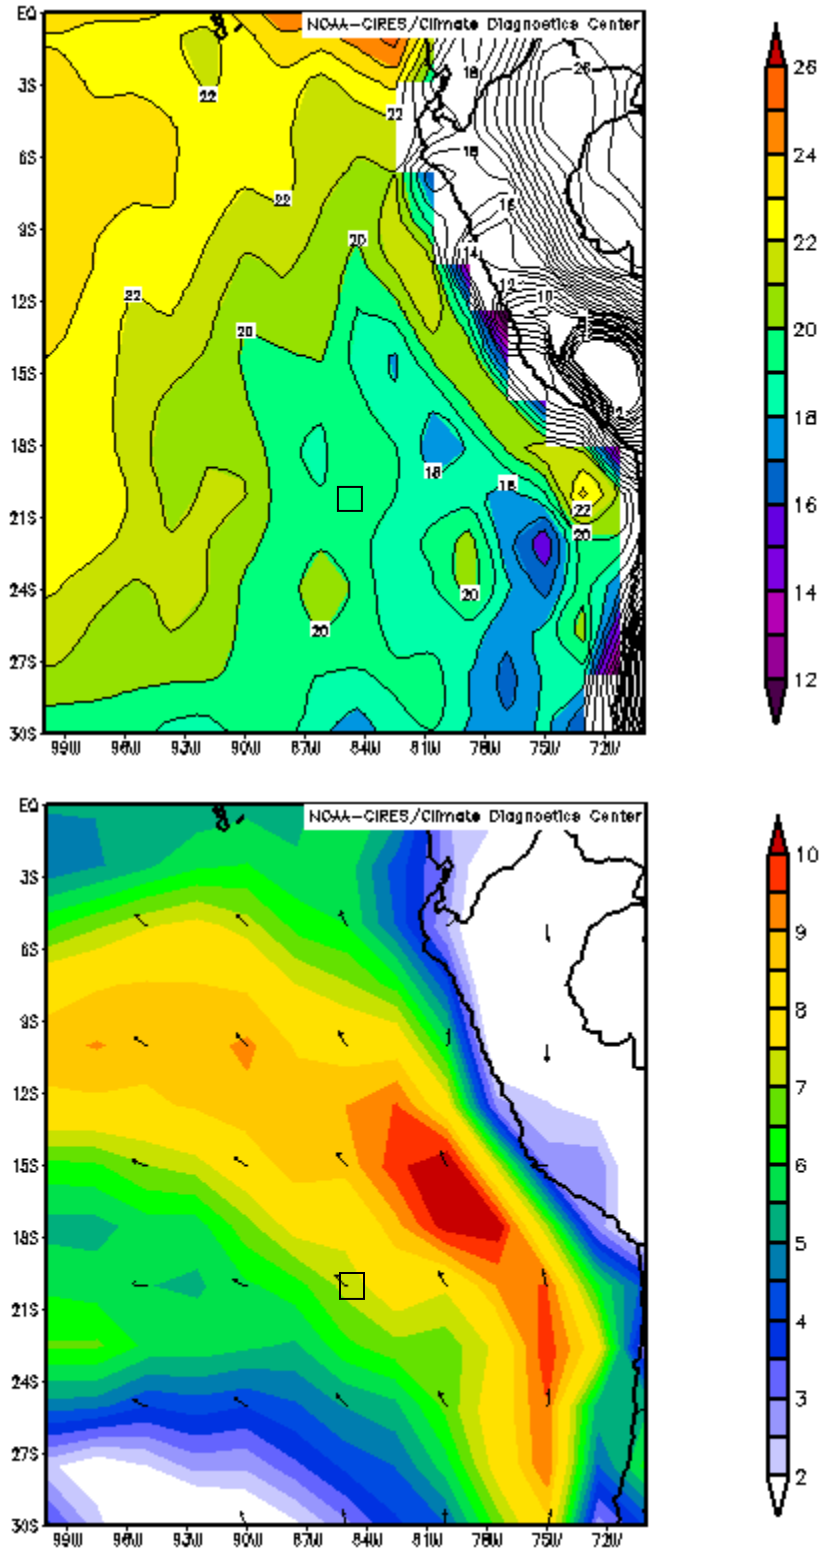 EQ
NOAA-CIRES/Climate Diagnostics Center
26
3S
18
26
22
22
24
6S
18
22
16
22
9S
20
14
12
10
22
12S
20
20
15S
18
2
18S
18
18
16
21S
22
20
24S
20
14
20
27S
12
30S
99W 96W 93W 90W 87W 84W 81W 78W 75W 72W
EQ
NOAA-CIRES/Climate Diagnostics Center
10
3S
9
6S
8
9S
7
12S
6
15S
5
18S
4
21S
3
24S
2
27S
30S
99W 96W 93W 90W 87W 84W 81W 78W 75W 72W